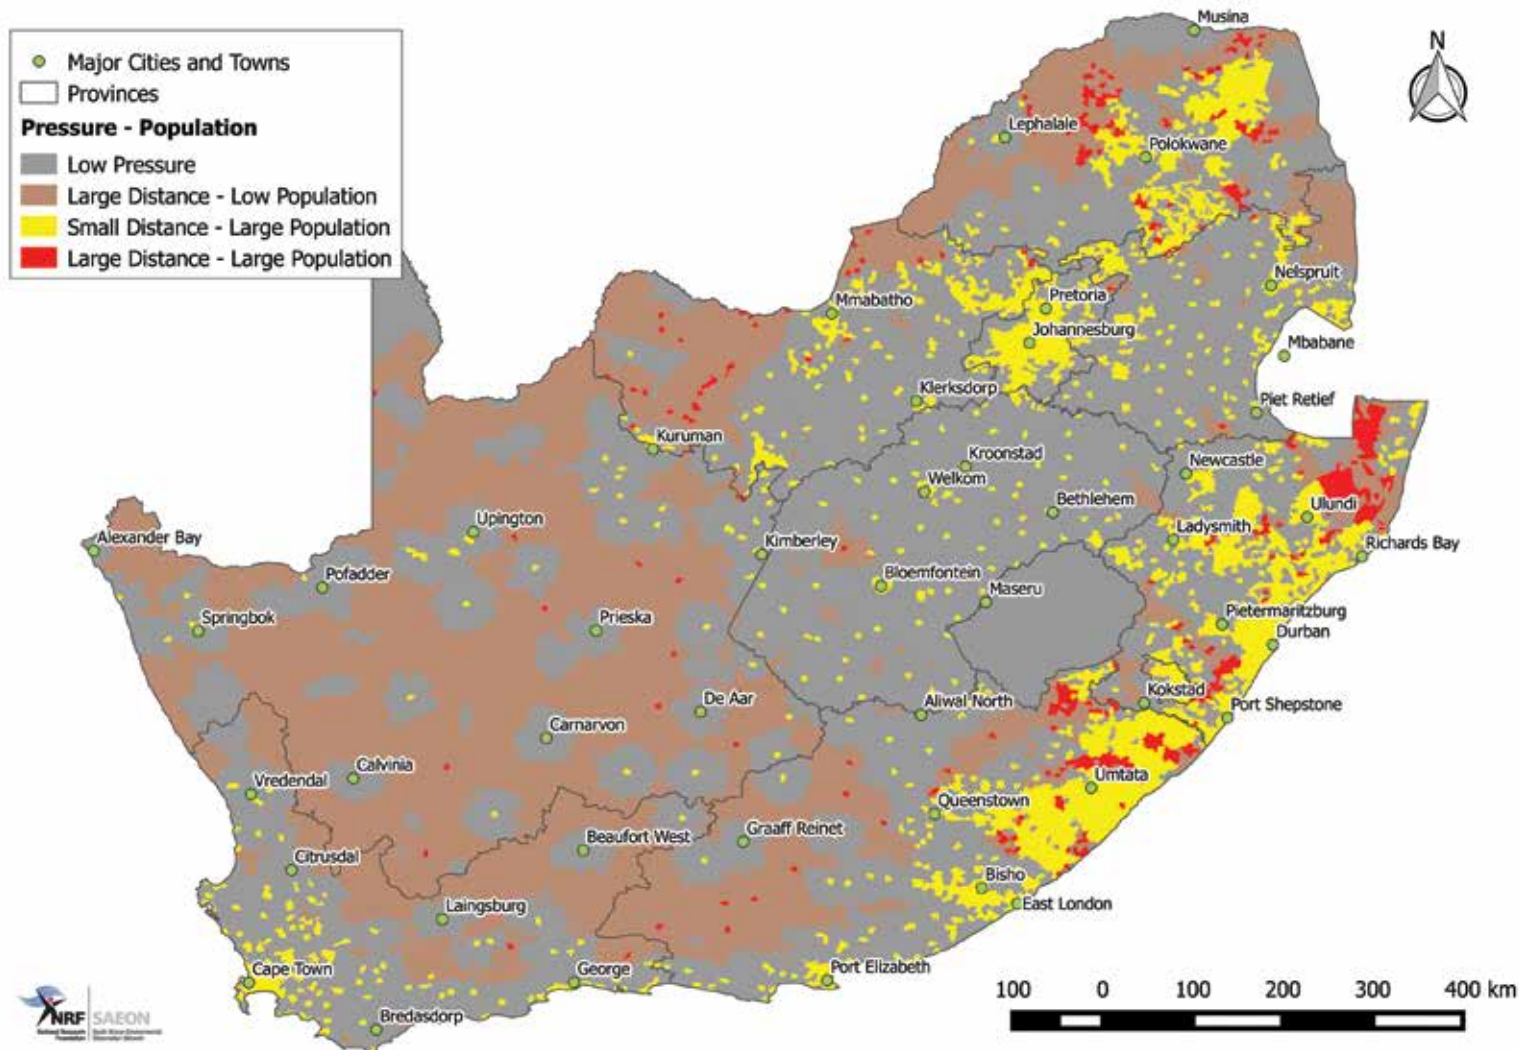 Major Cities and Towns
Provinces
Pressure - Population
Low Pressure
Large Distance - Low Population
Small Distance - Large Population
Large Distance - Large Population
N
Musina
Lephalale
Polokwane
Nelspruit
Mmabatho
Pretoria
Johannesburg
Mbabane
Klerksdorp
Piet Retief
Kuruman
Kroonstad
Newcastle
Welkom
Bethlehem
Ulundi
Upington
Ladysmith
Alexander Bay
Kimberley
Richards Bay
Pofadder
Bloemfontein
Maseru
Springbok
Prieska
Pietermaritzburg
Durban
De Aar
Aliwal North
Kokstad
Port Shepstone
Carnarvon
Calvinia
Vredendal
Umtata
Queenstown
Beaufort West
Graaff Reinet
Citrusdal
Bisho
Laingsburg
East London
Cape Town
George
Port Elizabeth
Bredasdorp
100 0 100 200 300 400 km
NRF SAEON
National Research
Foundation